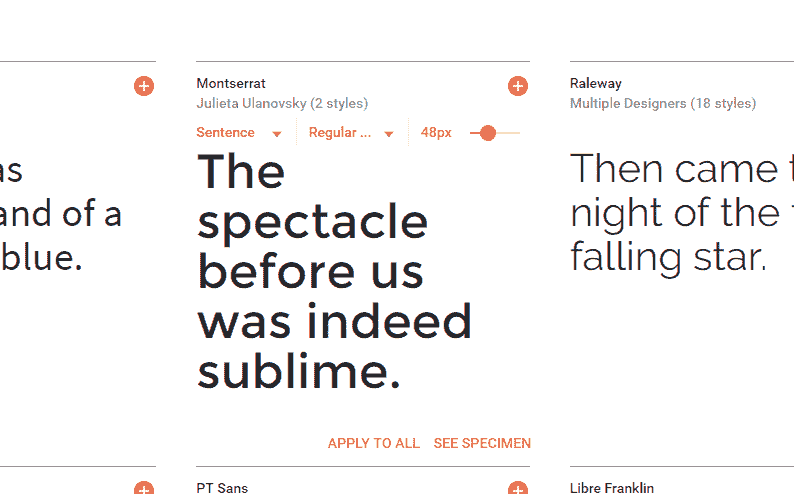 as
and of a
blue.
Montserrat
Julieta Ulanovsky (2 styles)
Sentence Regular ... 48px
The
spectacle
before us
was indeed
sublime.
APPLY TO ALL SEE SPECIMEN
Raleway
Multiple Designers (18 styles)
Then came t
night of the
falling star.
PT Sans
Libre Franklin